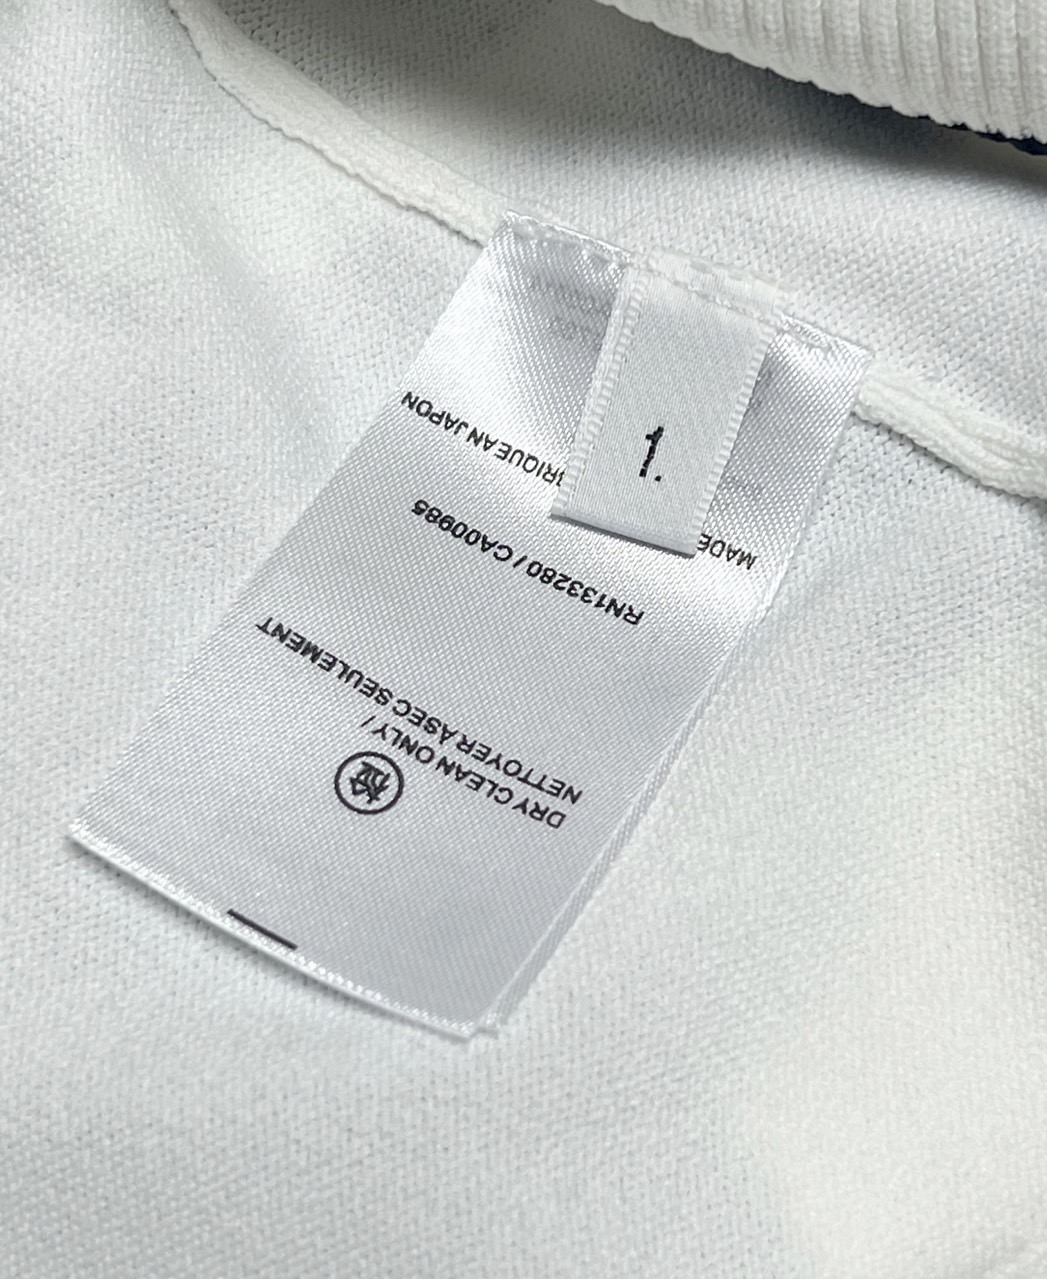 DRY CLEAN ONLY /
NETTOYER À SEC SEULEMENT
RN133280 / CA00985
MADE RIQUE AN JAPON
1.